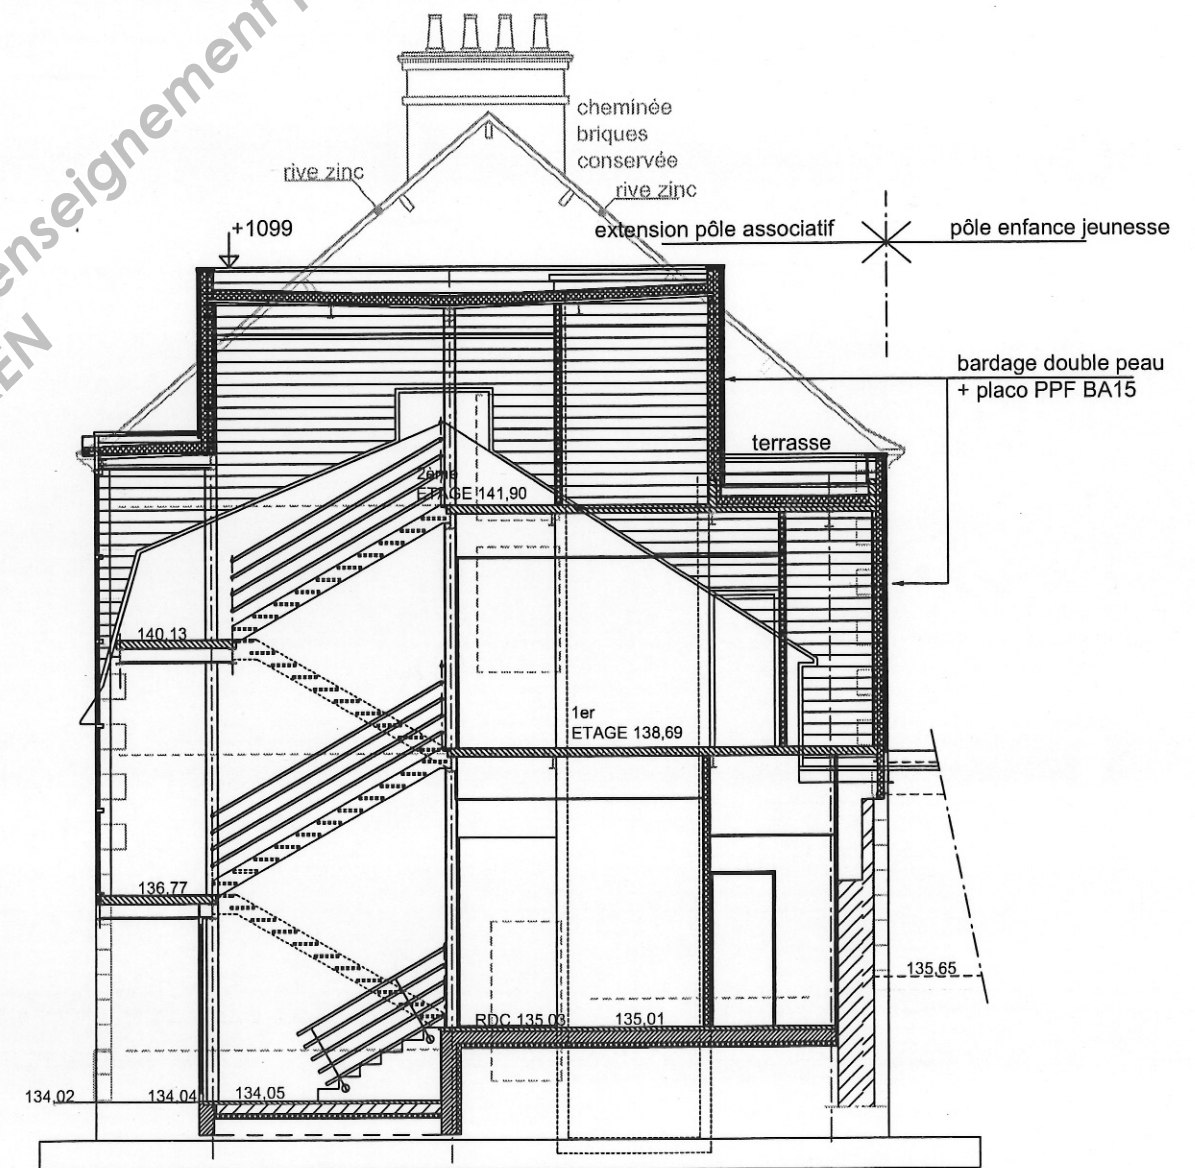 enseignement
EN
cheminée
briques
conservée
rive zinc
rive zinc
+1099
extension pôle associatif
pôle enfance jeunesse
bardage double peau
+ placo PPF BA15
terrasse
2ème
ETAGE 141,90
140,13
1er
ETAGE 138,69
136,77
135,65
RDC 135,03
135,01
134,02
134,04
134,05